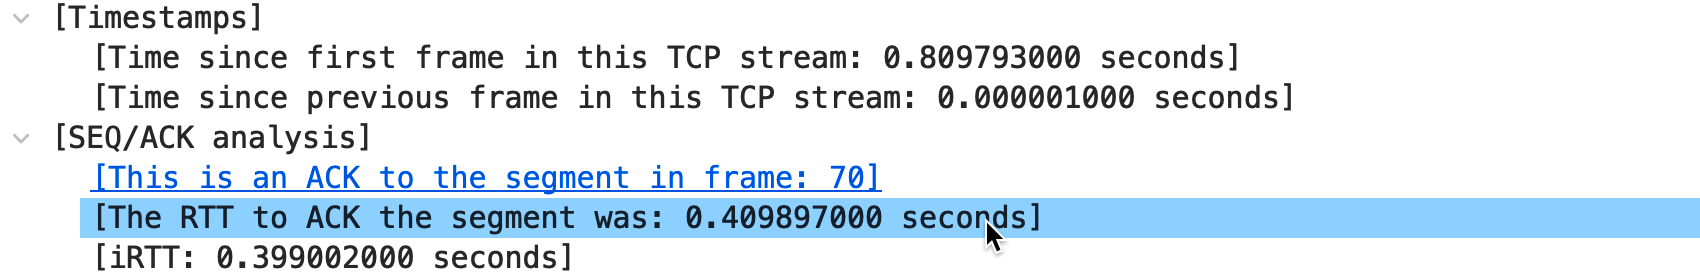 [Timestamps]
[Time since first frame in this TCP stream: 0.809793000 seconds]
[Time since previous frame in this TCP stream: 0.000001000 seconds]
[SEQ/ACK analysis]
[This is an ACK to the segment in frame: 70]
[The RTT to ACK the segment was: 0.409897000 seconds]
[iRTT: 0.399002000 seconds]